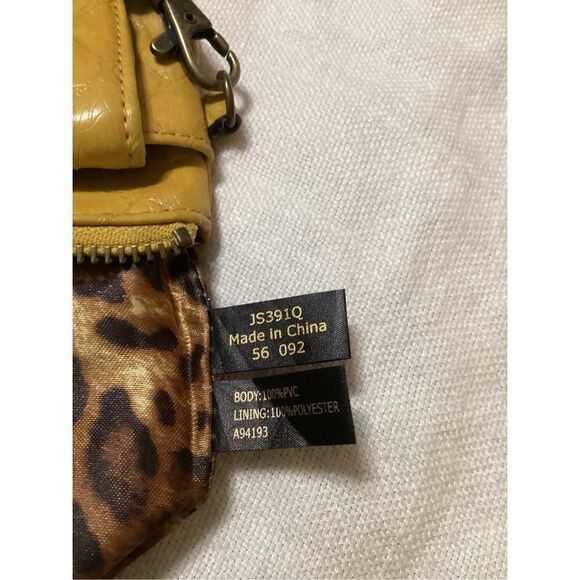 JS391Q
Made in China
56 092
BODY:100%PVC
LINING:100%POLYESTER
A94193